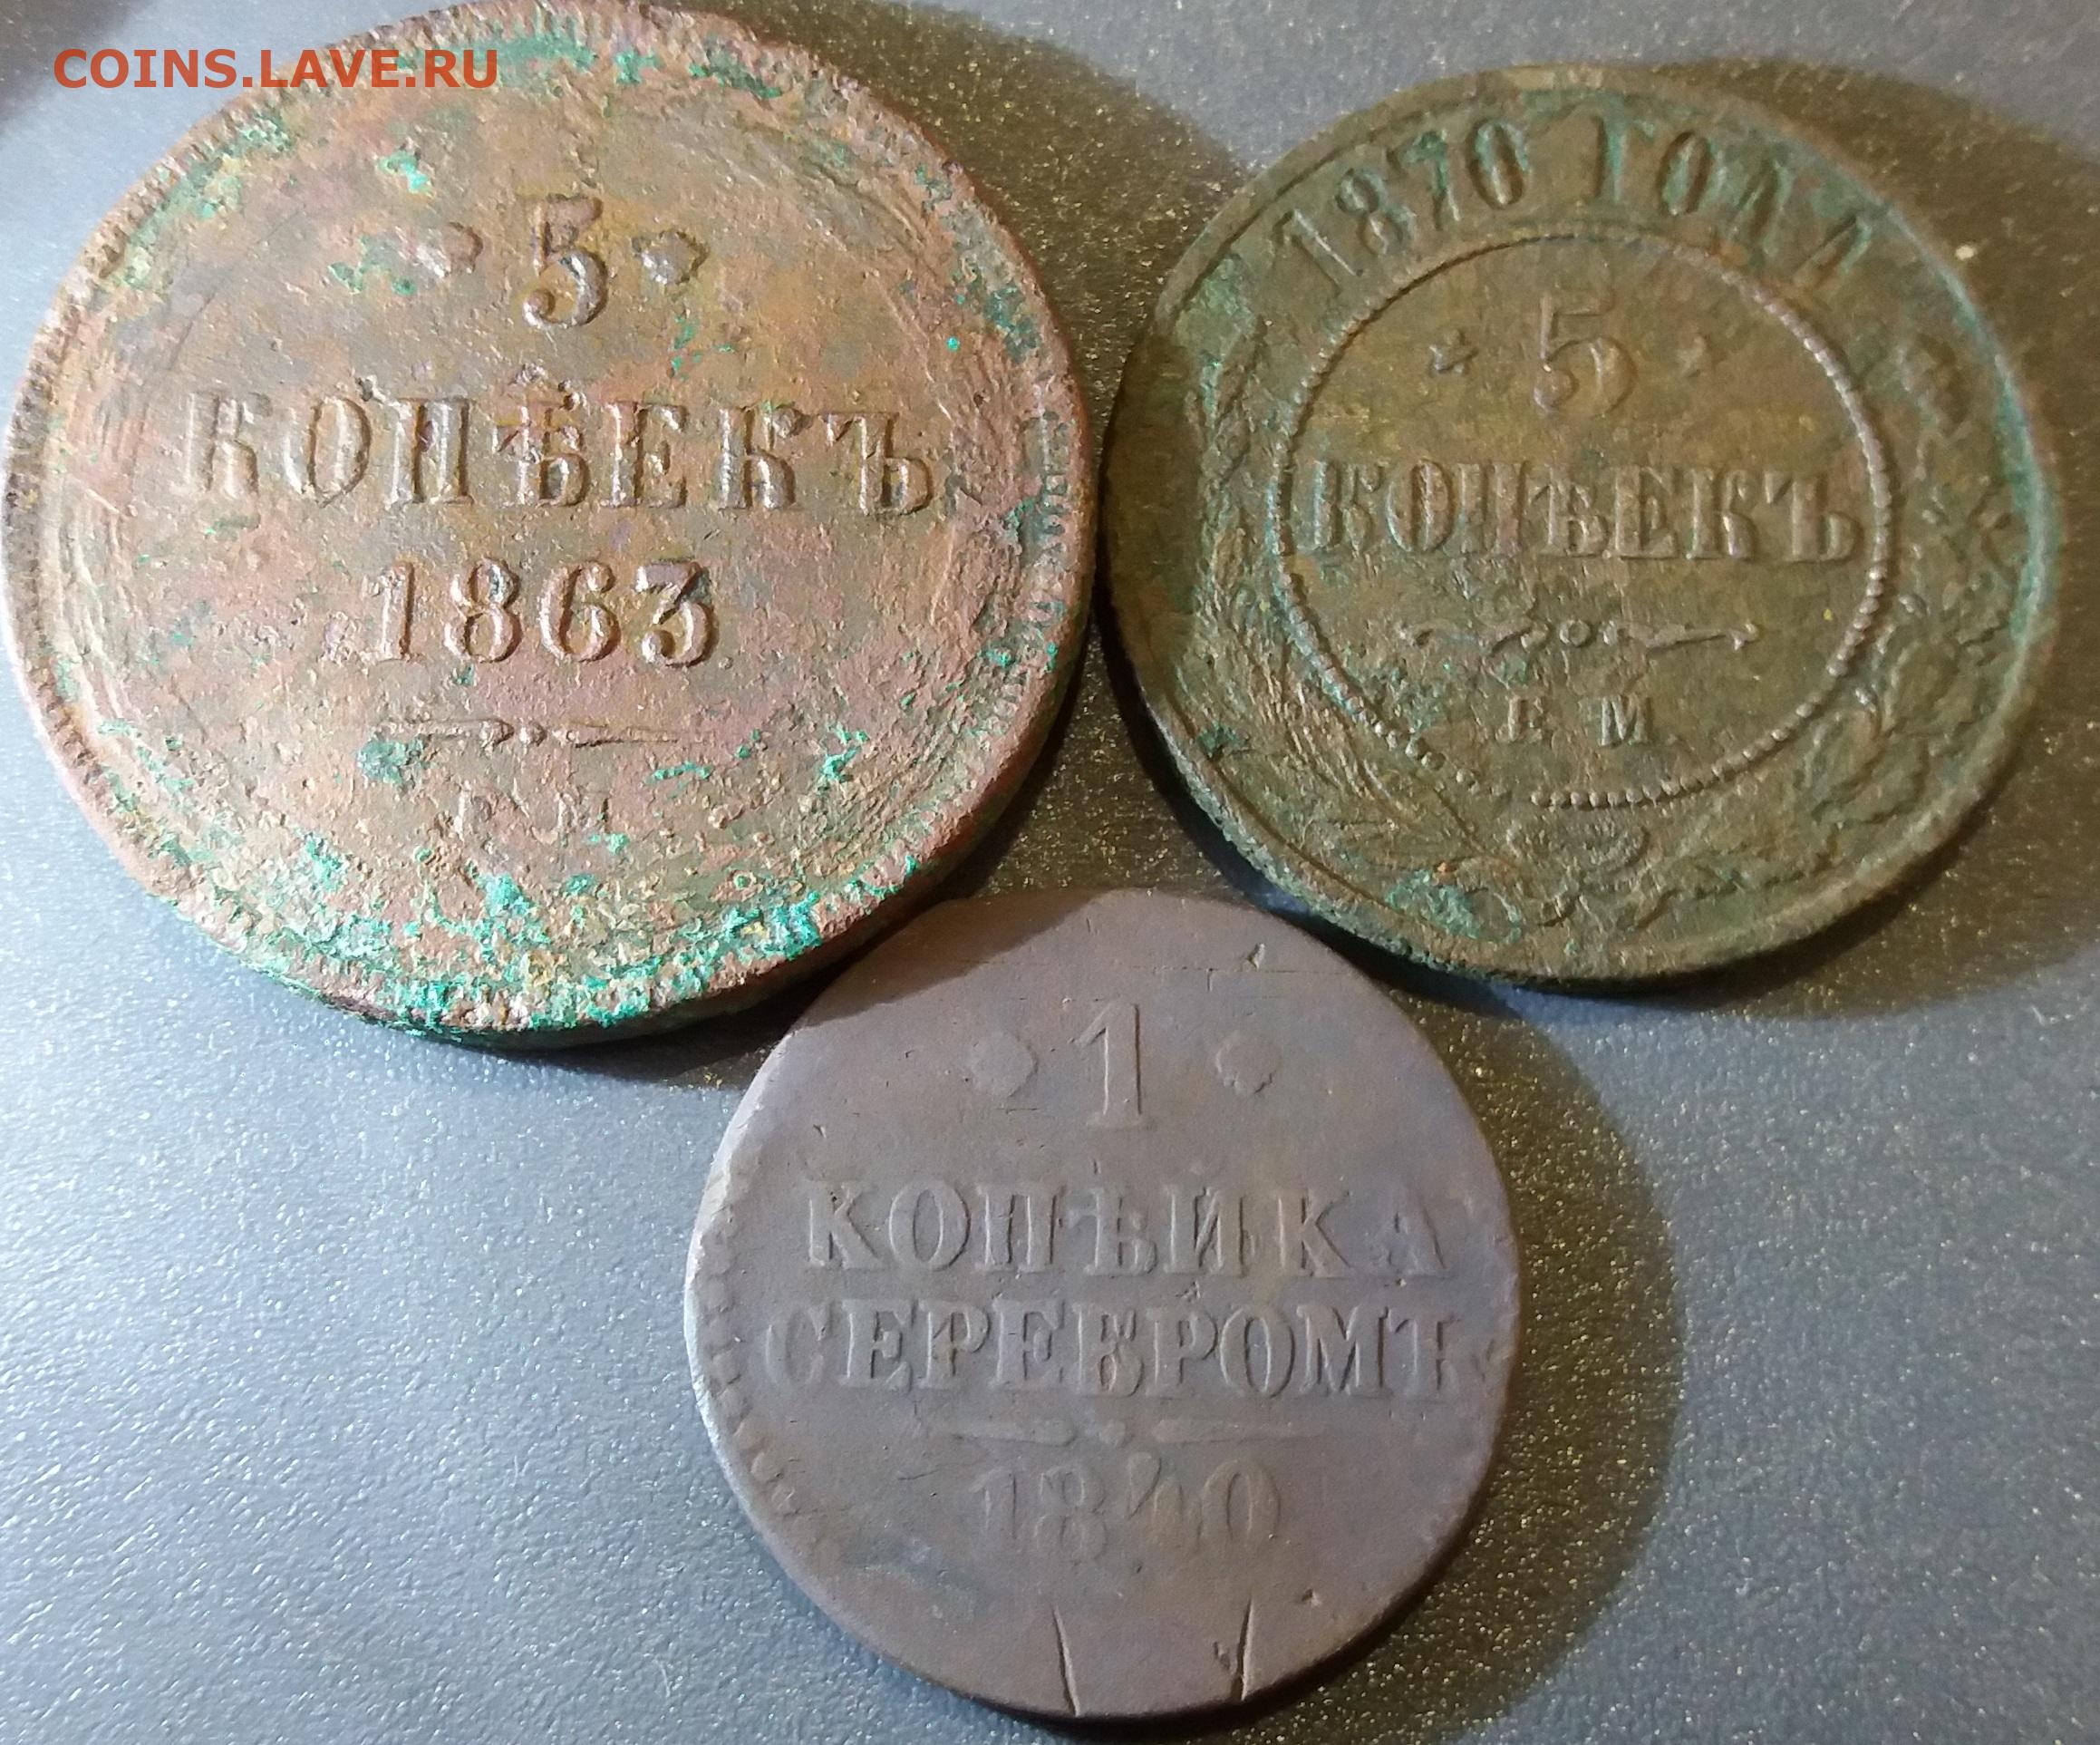 COINS.LAVE.RU
5
КОПѢЕКЪ
1863
1870 ГОДА
5
КОПѢЕКЪ
Е М
1
КОПѢЙКА
СЕРЕБРОМЪ
1840